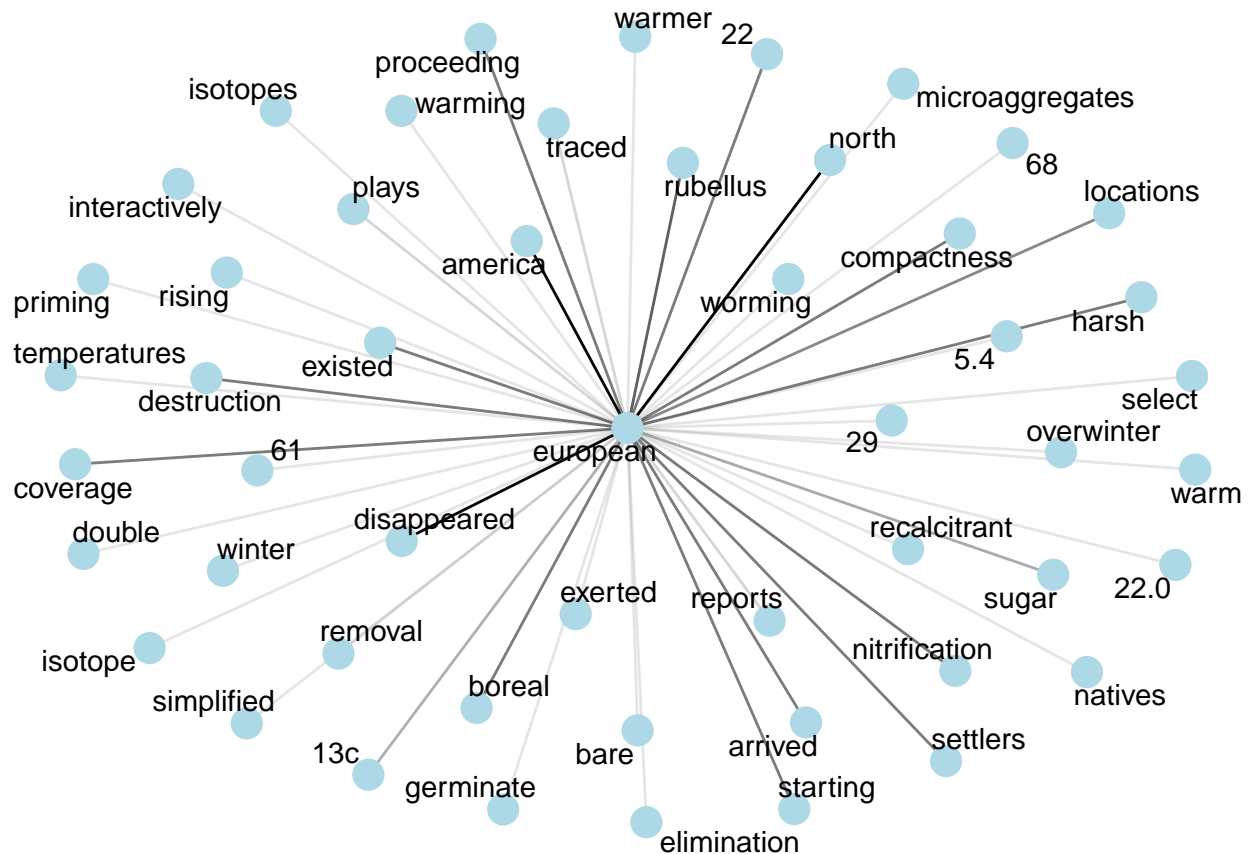 warmer
22
proceeding
isotopes
warming
microaggregates
traced
north
68
rubellus
plays
locations
interactively
compactness
america
worming
priming
rising
harsh
temperatures
existed
5.4
destruction
select
61
european
29
overwinter
coverage
warm
disappeared
double
winter
recalcitrant
exerted
reports
sugar
22.0
removal
isotope
nitrification
boreal
simplified
natives
13c
bare
arrived
settlers
germinate
starting
elimination